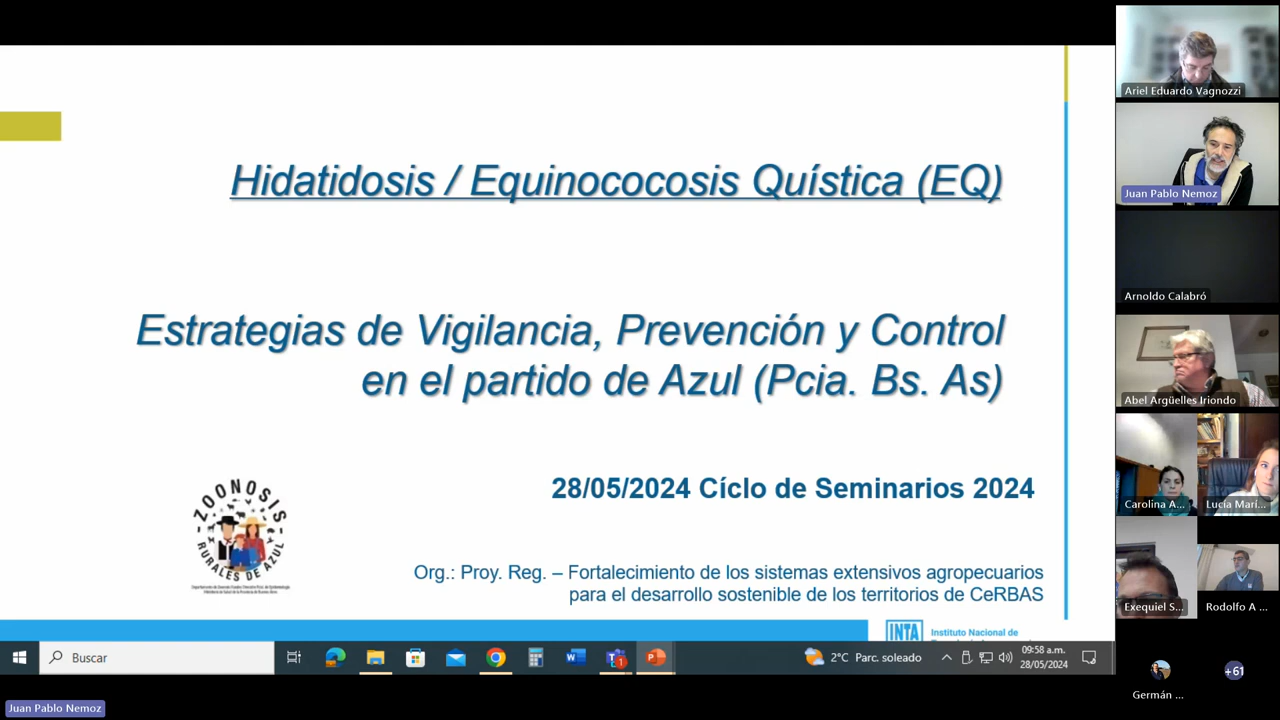 Hidatidosis / Equinococosis Quística (EQ)
Estrategias de Vigilancia, Prevención y Control
en el partido de Azul (Pcia. Bs. As)
28/05/2024 Cíclo de Seminarios 2024
ZOONOSIS
RURALES DE AZUL
Org.: Proy. Reg. – Fortalecimiento de los sistemas extensivos agropecuarios
para el desarrollo sostenible de los territorios de CeRBAS
INTA
Instituto Nacional de
Buscar
2°C Parc. soleado
09:58 a.m.
28/05/2024
Juan Pablo Nemoz
Ariel Eduardo Vagnozzi
Juan Pablo Nemoz
Arnoldo Calabró
Abel Argüelles Iriondo
Carolina A...
Lucía Marí...
Exequiel S...
Rodolfo A ...
Germán ...
+61